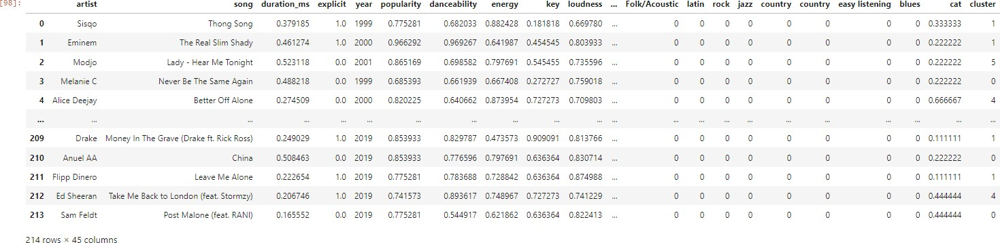 [98]:
artist song duration_ms explicit year popularity danceability energy key loudness ... Folk/Acoustic latin rock jazz country country easy listening blues cat cluster
0 Sisqo Thong Song 0.379185 1.0 1999 0.775281 0.682033 0.882428 0.181818 0.669780 ... 0 0 0 0 0 0 0 0 0.333333 1
1 Eminem The Real Slim Shady 0.461274 1.0 2000 0.966292 0.969267 0.641987 0.454545 0.803933 ... 0 0 0 0 0 0 0 0 0.222222 1
2 Modjo Lady - Hear Me Tonight 0.523118 0.0 2001 0.865169 0.698582 0.797691 0.545455 0.735596 ... 0 0 0 0 0 0 0 0 0.222222 5
3 Melanie C Never Be The Same Again 0.488218 0.0 1999 0.685393 0.661939 0.667408 0.272727 0.759018 ... 0 0 0 0 0 0 0 0 0.222222 0
4 Alice Deejay Better Off Alone 0.274509 0.0 2000 0.820225 0.640662 0.873954 0.727273 0.709803 ... 0 0 0 0 0 0 0 0 0.666667 4
... ... ... ... ... ... ... ... ... ... ... ... ... ... ... ... ... ... ... ... ... ...
209 Drake Money In The Grave (Drake ft. Rick Ross) 0.249029 1.0 2019 0.853933 0.829787 0.473573 0.909091 0.813766 ... 0 0 0 0 0 0 0 0 0.111111 1
210 Anuel AA China 0.508463 0.0 2019 0.853933 0.776596 0.797691 0.636364 0.830714 ... 0 0 0 0 0 0 0 0 0.222222 0
211 Flipp Dinero Leave Me Alone 0.222654 1.0 2019 0.775281 0.783688 0.728842 0.636364 0.874988 ... 0 0 0 0 0 0 0 0 0.111111 1
212 Ed Sheeran Take Me Back to London (feat. Stormzy) 0.206746 1.0 2019 0.741573 0.893617 0.748967 0.727273 0.741229 ... 0 0 0 0 0 0 0 0 0.444444 4
213 Sam Feldt Post Malone (feat. RANI) 0.165552 0.0 2019 0.775281 0.544917 0.621862 0.636364 0.822413 ... 0 0 0 0 0 0 0 0 0.444444 0
214 rows × 45 columns